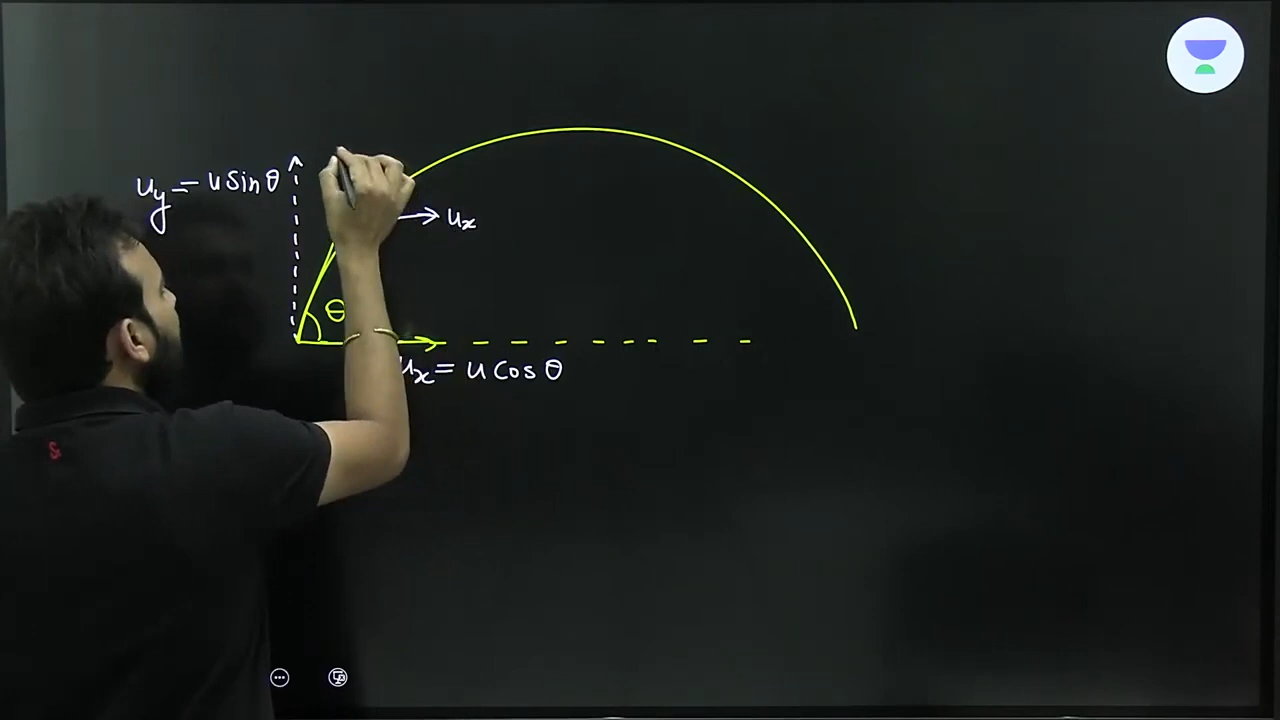 uy = u sin θ
ux
θ
ux = u cos θ